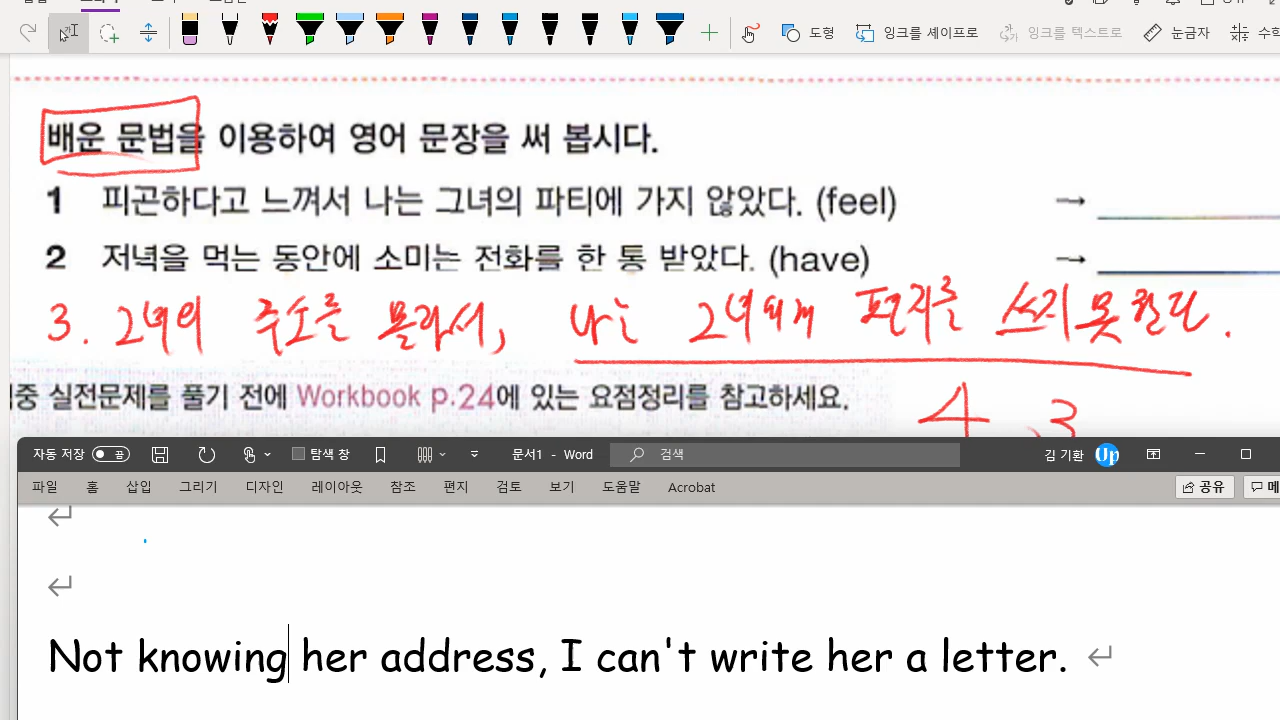 도형 잉크를 셰이프로 잉크를 텍스트로 눈금자
배운 문법을 이용하여 영어 문장을 써 봅시다.
1 피곤하다고 느껴서 나는 그녀의 파티에 가지 않았다. (feel) →
2 저녁을 먹는 동안에 소미는 전화를 한 통 받았다. (have) →
3. 그녀의 주소를 몰라서, 나는 그녀에게 편지를 쓰지 못한다.
중 실전문제를 풀기 전에 Workbook p.24에 있는 요점정리를 참고하세요.
4 3
자동 저장 끔 탐색 창 문서1 - Word 검색 김 기환 Up
파일 홈 삽입 그리기 디자인 레이아웃 참조 편지 검토 보기 도움말 Acrobat 공유 메
Not knowing her address, I can't write her a letter.